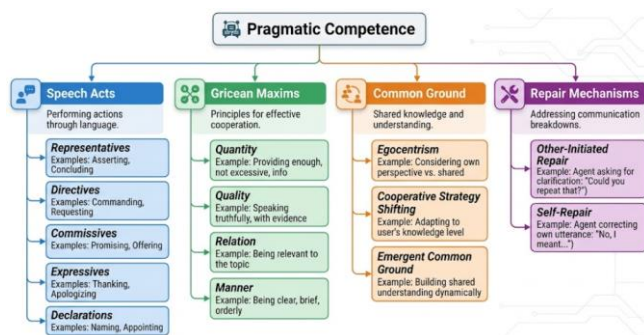 Pragmatic Competence
Speech Acts
Performing actions
through language.
Representatives
Examples: Asserting,
Concluding
Directives
Examples: Commanding,
Requesting
Commissives
Examples: Promising, Offering
Expressives
Examples: Thanking,
Apologizing
Declarations
Examples: Naming, Appointing
Gricean Maxims
Principles for effective
cooperation.
Quantity
Example: Providing enough,
not excessive, info
Quality
Example: Speaking
truthfully, with evidence
Relation
Example: Being relevant to
the topic
Manner
Example: Being clear, brief,
orderly
Common Ground
Shared knowledge and
understanding.
Egocentrism
Example: Considering own
perspective vs. shared
Cooperative Strategy
Shifting
Example: Adapting to
user's knowledge level
Emergent Common
Ground
Example: Building shared
understanding dynamically
Repair Mechanisms
Addressing communication
breakdowns.
Other-Initiated
Repair
Example: Agent asking for
clarification: "Could you
repeat that?")
Self-Repair
Example: Agent correcting
own utterance: "No, I
meant...")